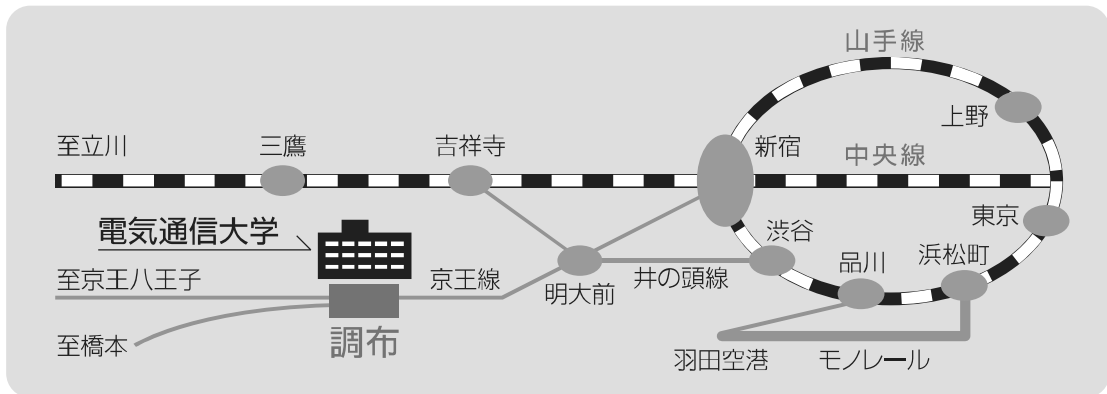 山手線
上野
至立川
三鷹
吉祥寺
新宿
中央線
電気通信大学
東京
渋谷
浜松町
品川
至京王八王子
京王線
明大前
井の頭線
至橋本
調布
羽田空港
モノレール